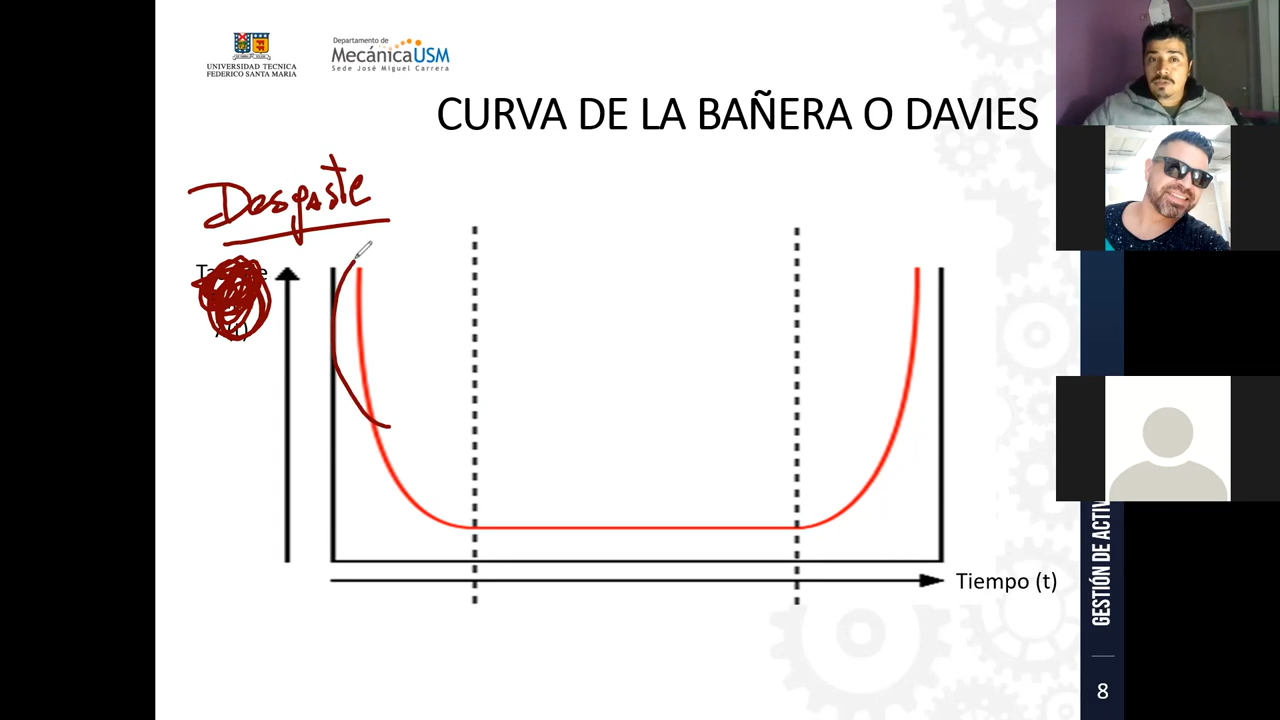 UNIVERSIDAD TECNICA
FEDERICO SANTA MARIA
Departamento de
MecánicaUSM
Sede José Miguel Carrera
CURVA DE LA BAÑERA O DAVIES
Desgaste
Tiempo (t)
GESTIÓN DE ACTIV
8